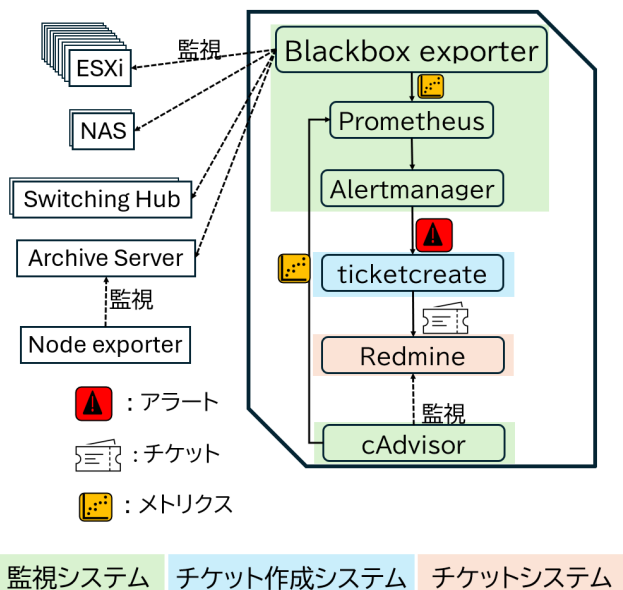 監視
Blackbox exporter
ESXi
NAS
Prometheus
Switching Hub
Alertmanager
Archive Server
ticketcreate
監視
Node exporter
Redmine
:アラート
監視
:チケット
cAdvisor
:メトリクス
監視システム
チケット作成システム
チケットシステム